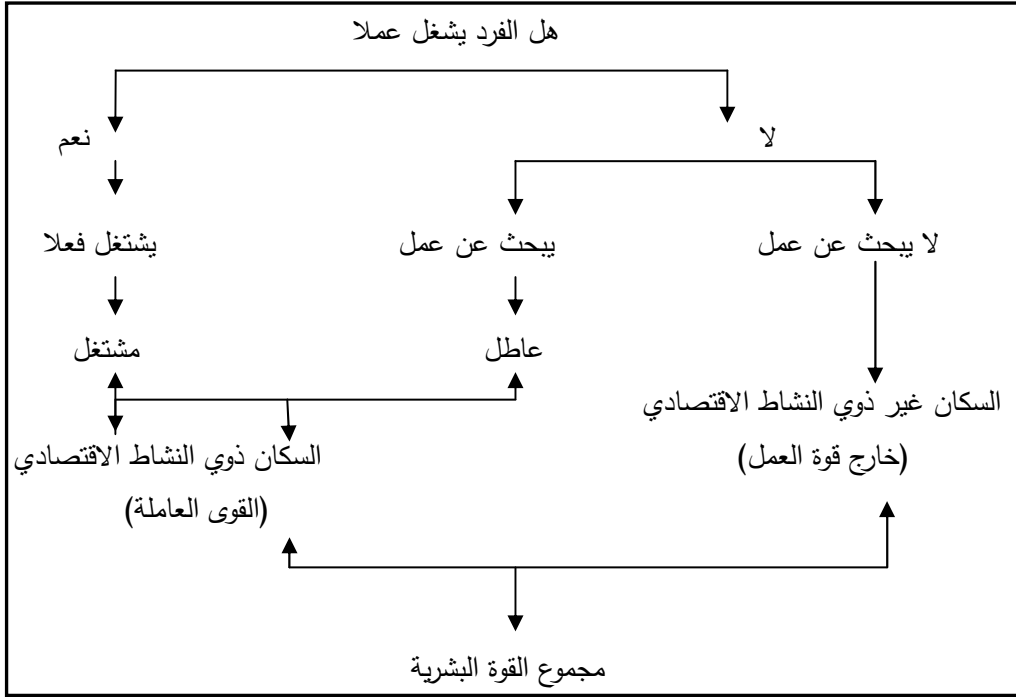 هل الفرد يشغل عملا
لا
نعم
لا يبحث عن عمل
يبحث عن عمل
يشتغل فعلا
عاطل
مشتغل
السكان غير ذوي النشاط الاقتصادي
(خارج قوة العمل)
السكان ذوي النشاط الاقتصادي
(القوى العاملة)
مجموع القوة البشرية